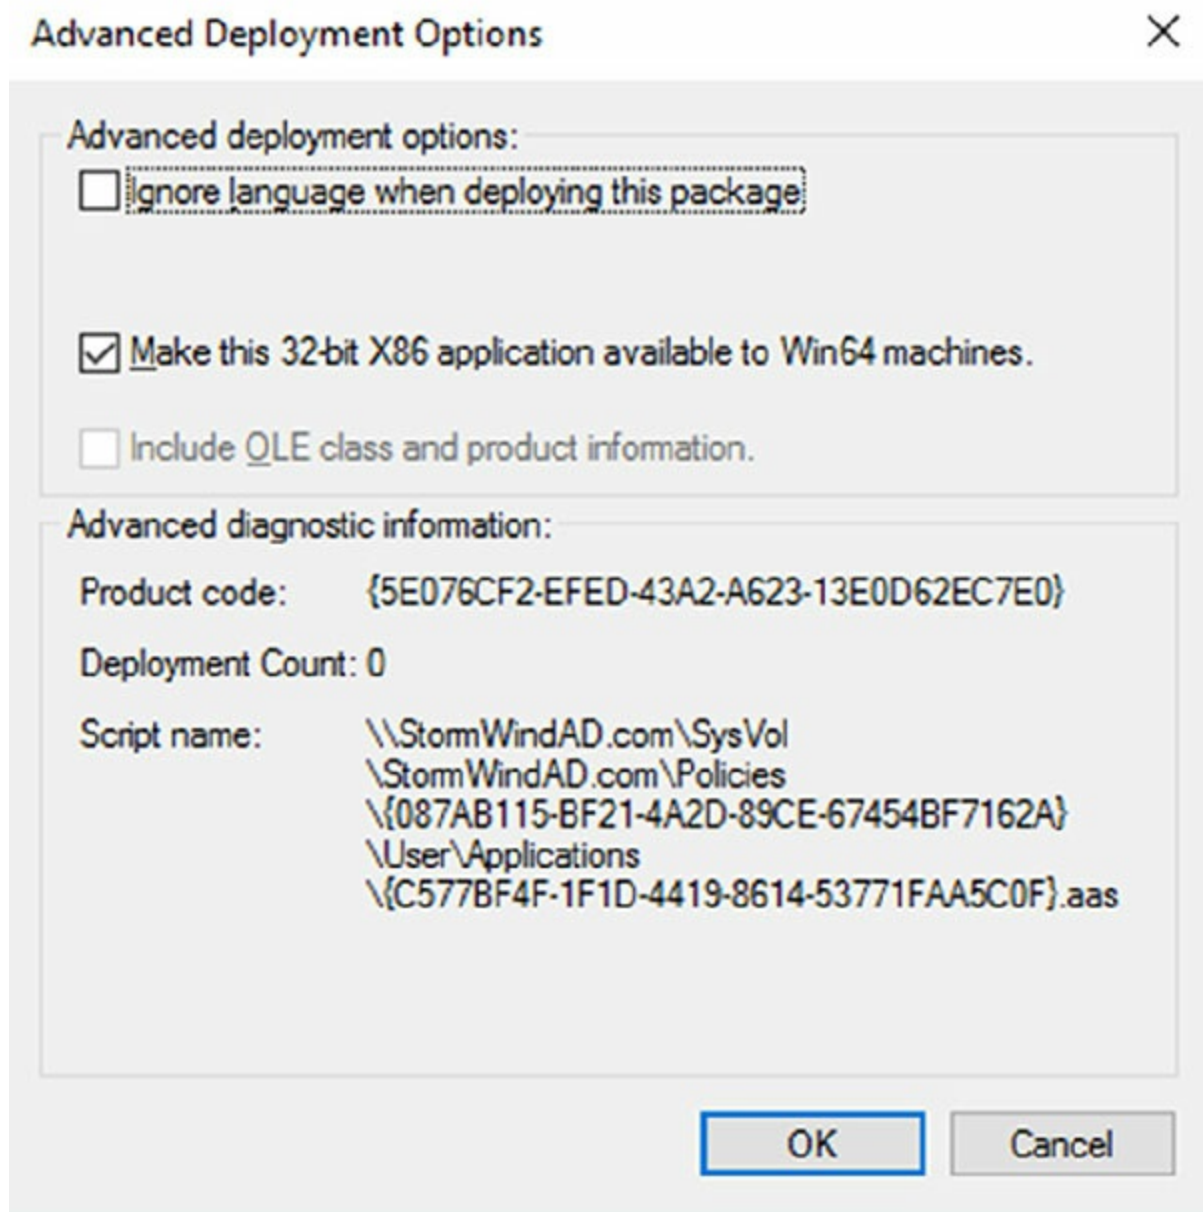 Advanced Deployment Options
Advanced deployment options:
Ignore language when deploying this package
Make this 32-bit X86 application available to Win64 machines.
Include OLE class and product information.
Advanced diagnostic information:
Product code: {5E076CF2-EFED-43A2-A623-13E0D62EC7E0}
Deployment Count: 0
Script name: \\StormWindAD.com\SysVol
\StormWindAD.com\Policies
\{087AB115-BF21-4A2D-89CE-67454BF7162A}
\User\Applications
\{C577BF4F-1F1D-4419-8614-53771FAA5C0F}.aas
OK Cancel